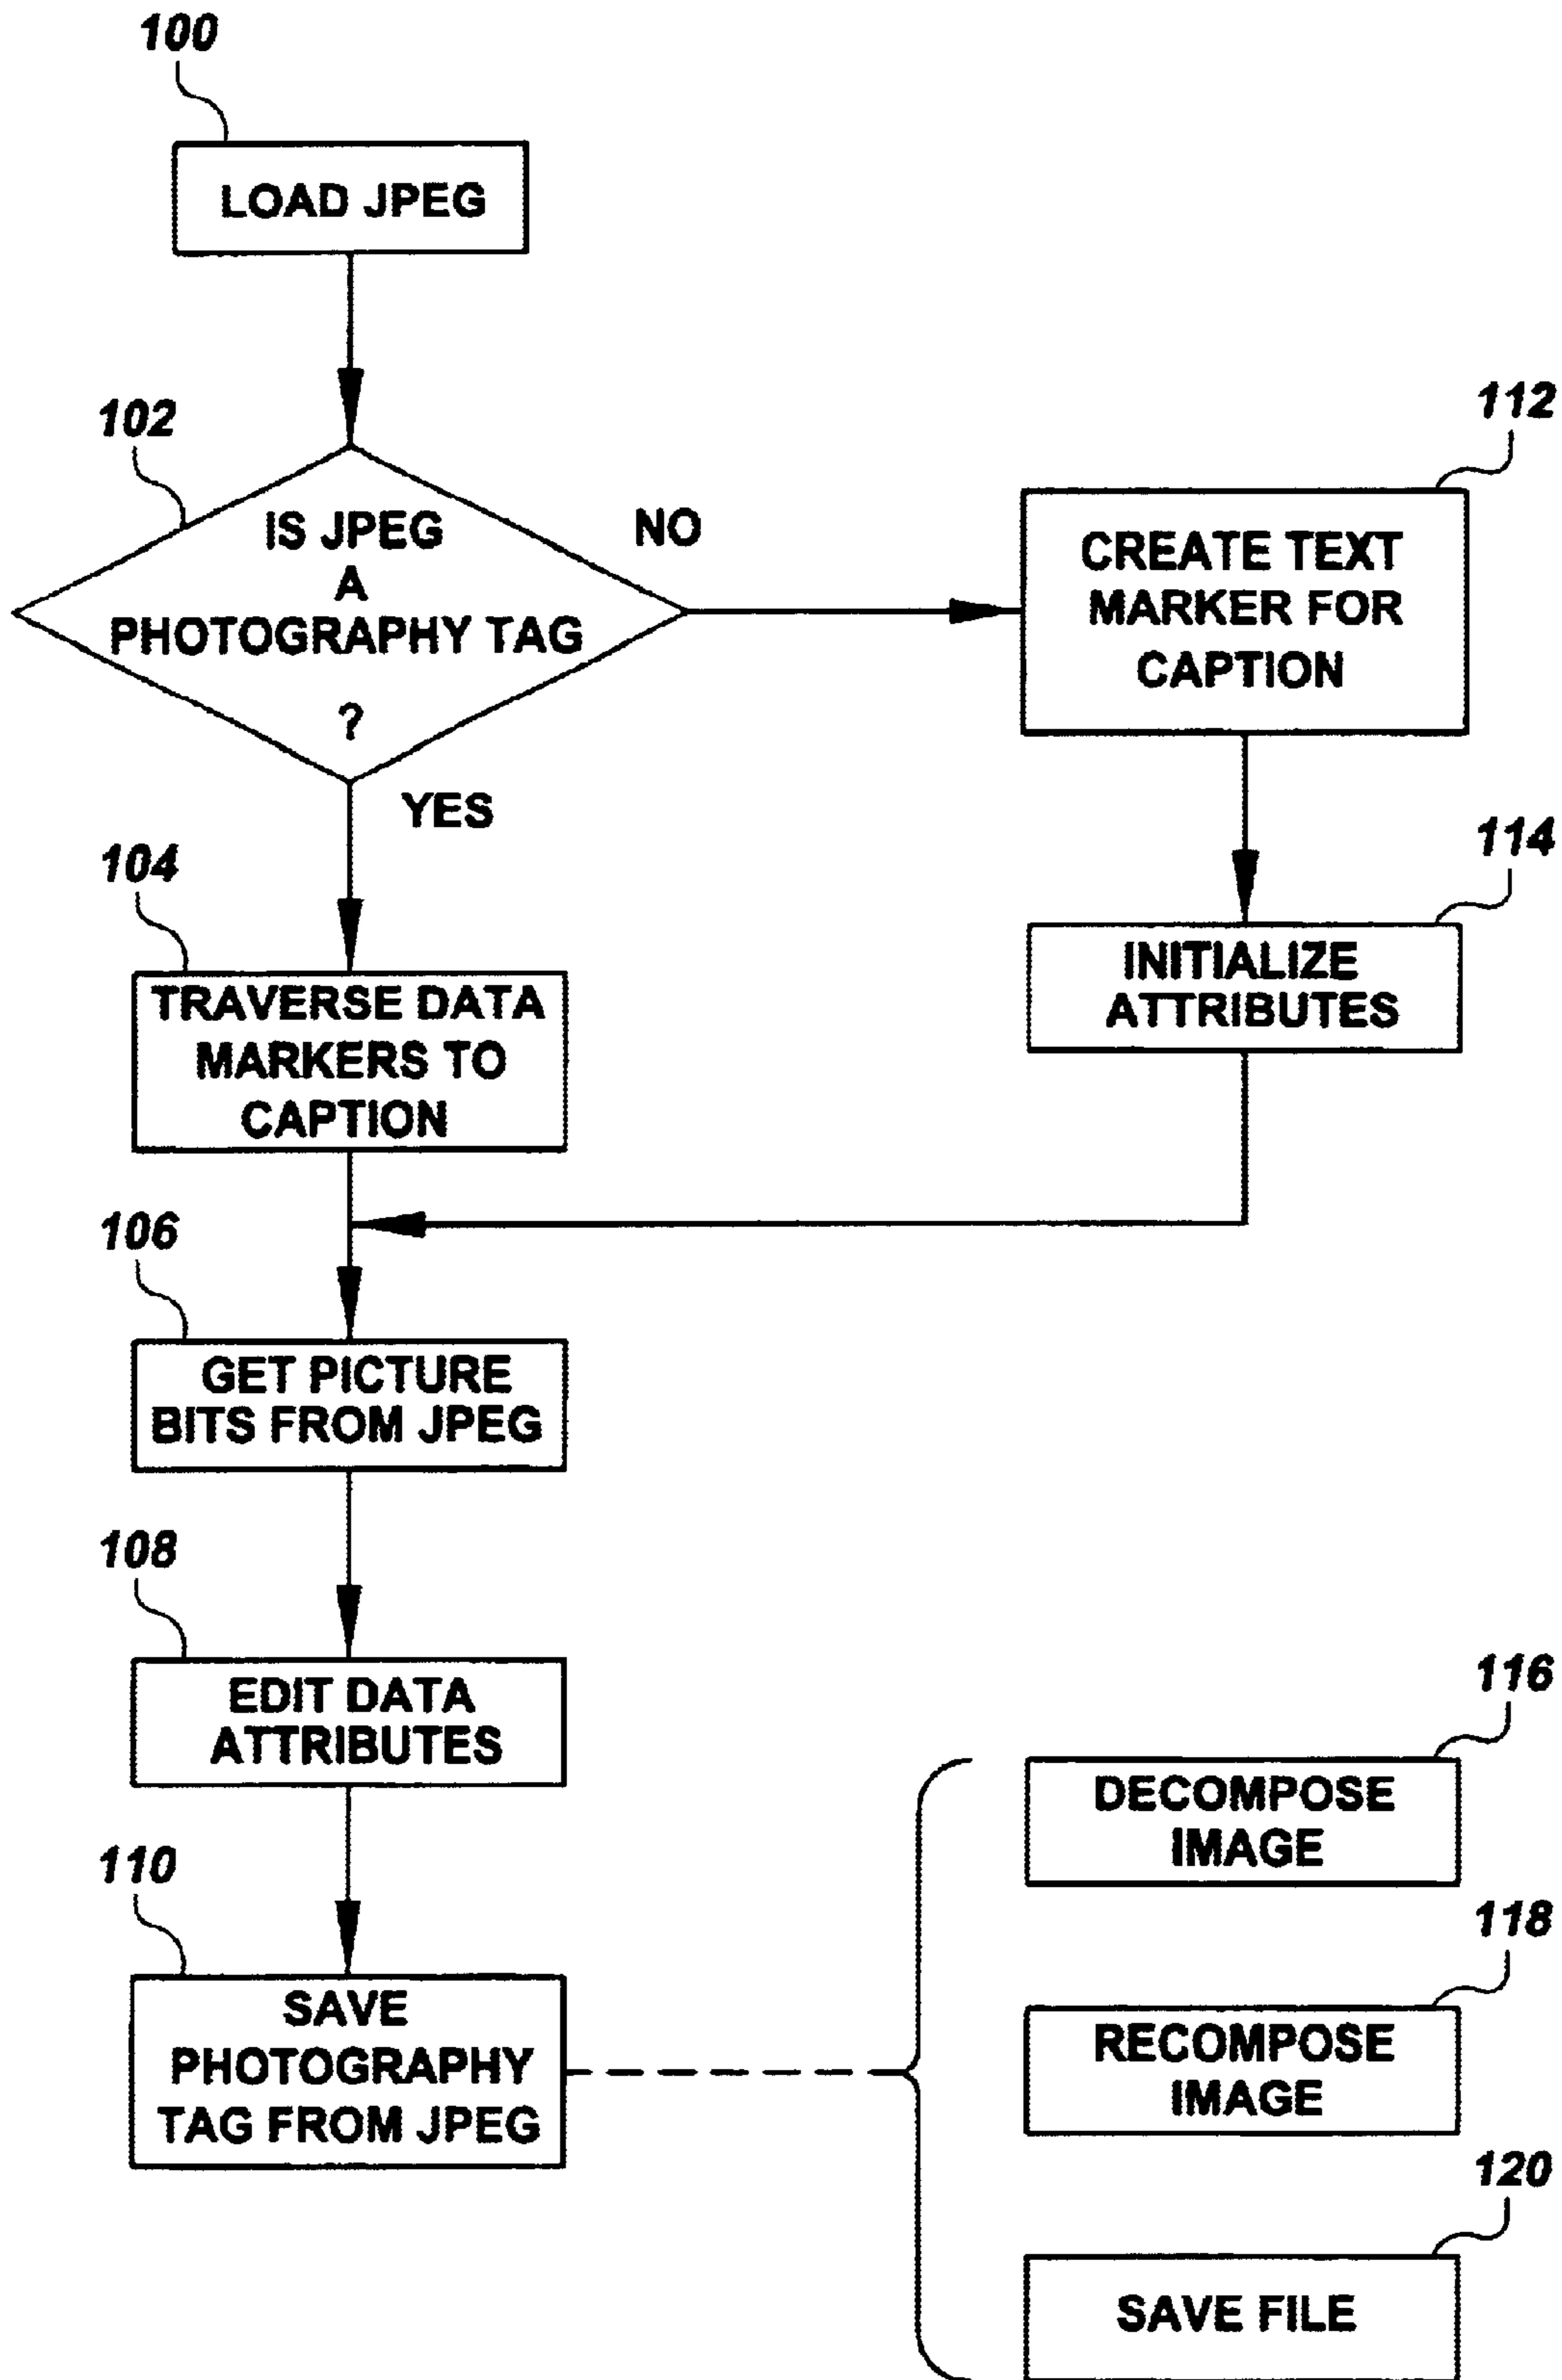 100
LOAD JPEG
102
IS JPEG
A
PHOTOGRAPHY TAG
?
NO
YES
112
CREATE TEXT
MARKER FOR
CAPTION
114
INITIALIZE
ATTRIBUTES
104
TRAVERSE DATA
MARKERS TO
CAPTION
106
GET PICTURE
BITS FROM JPEG
108
EDIT DATA
ATTRIBUTES
110
SAVE
PHOTOGRAPHY
TAG FROM JPEG
116
DECOMPOSE
IMAGE
118
RECOMPOSE
IMAGE
120
SAVE FILE